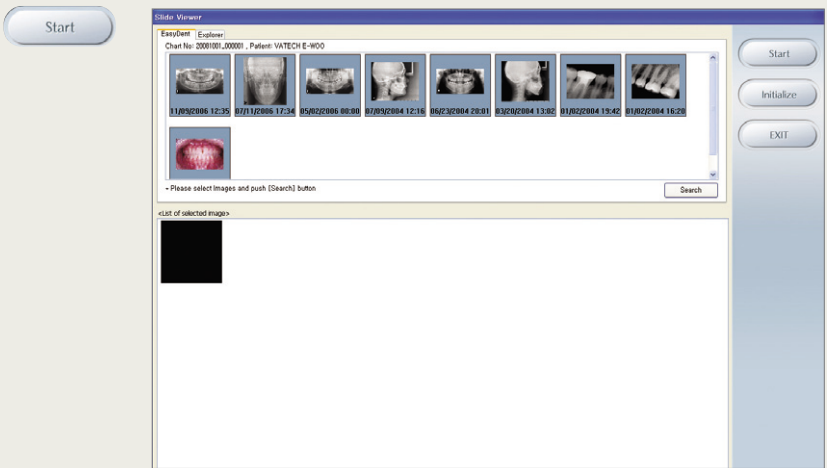 Start
Slide Viewer
EasyDent Explorer
Chart No: 20081001_000001 , Patient: VATECH E-WOO
11/09/2006 12:35 07/11/2006 17:34 05/02/2006 00:00 07/09/2004 12:16 06/23/2004 20:01 03/20/2004 13:02 01/02/2004 19:42 01/02/2004 16:20
- Please select Images and push [Search] button
Search
<List of selected image>
Start
Initialize
EXIT